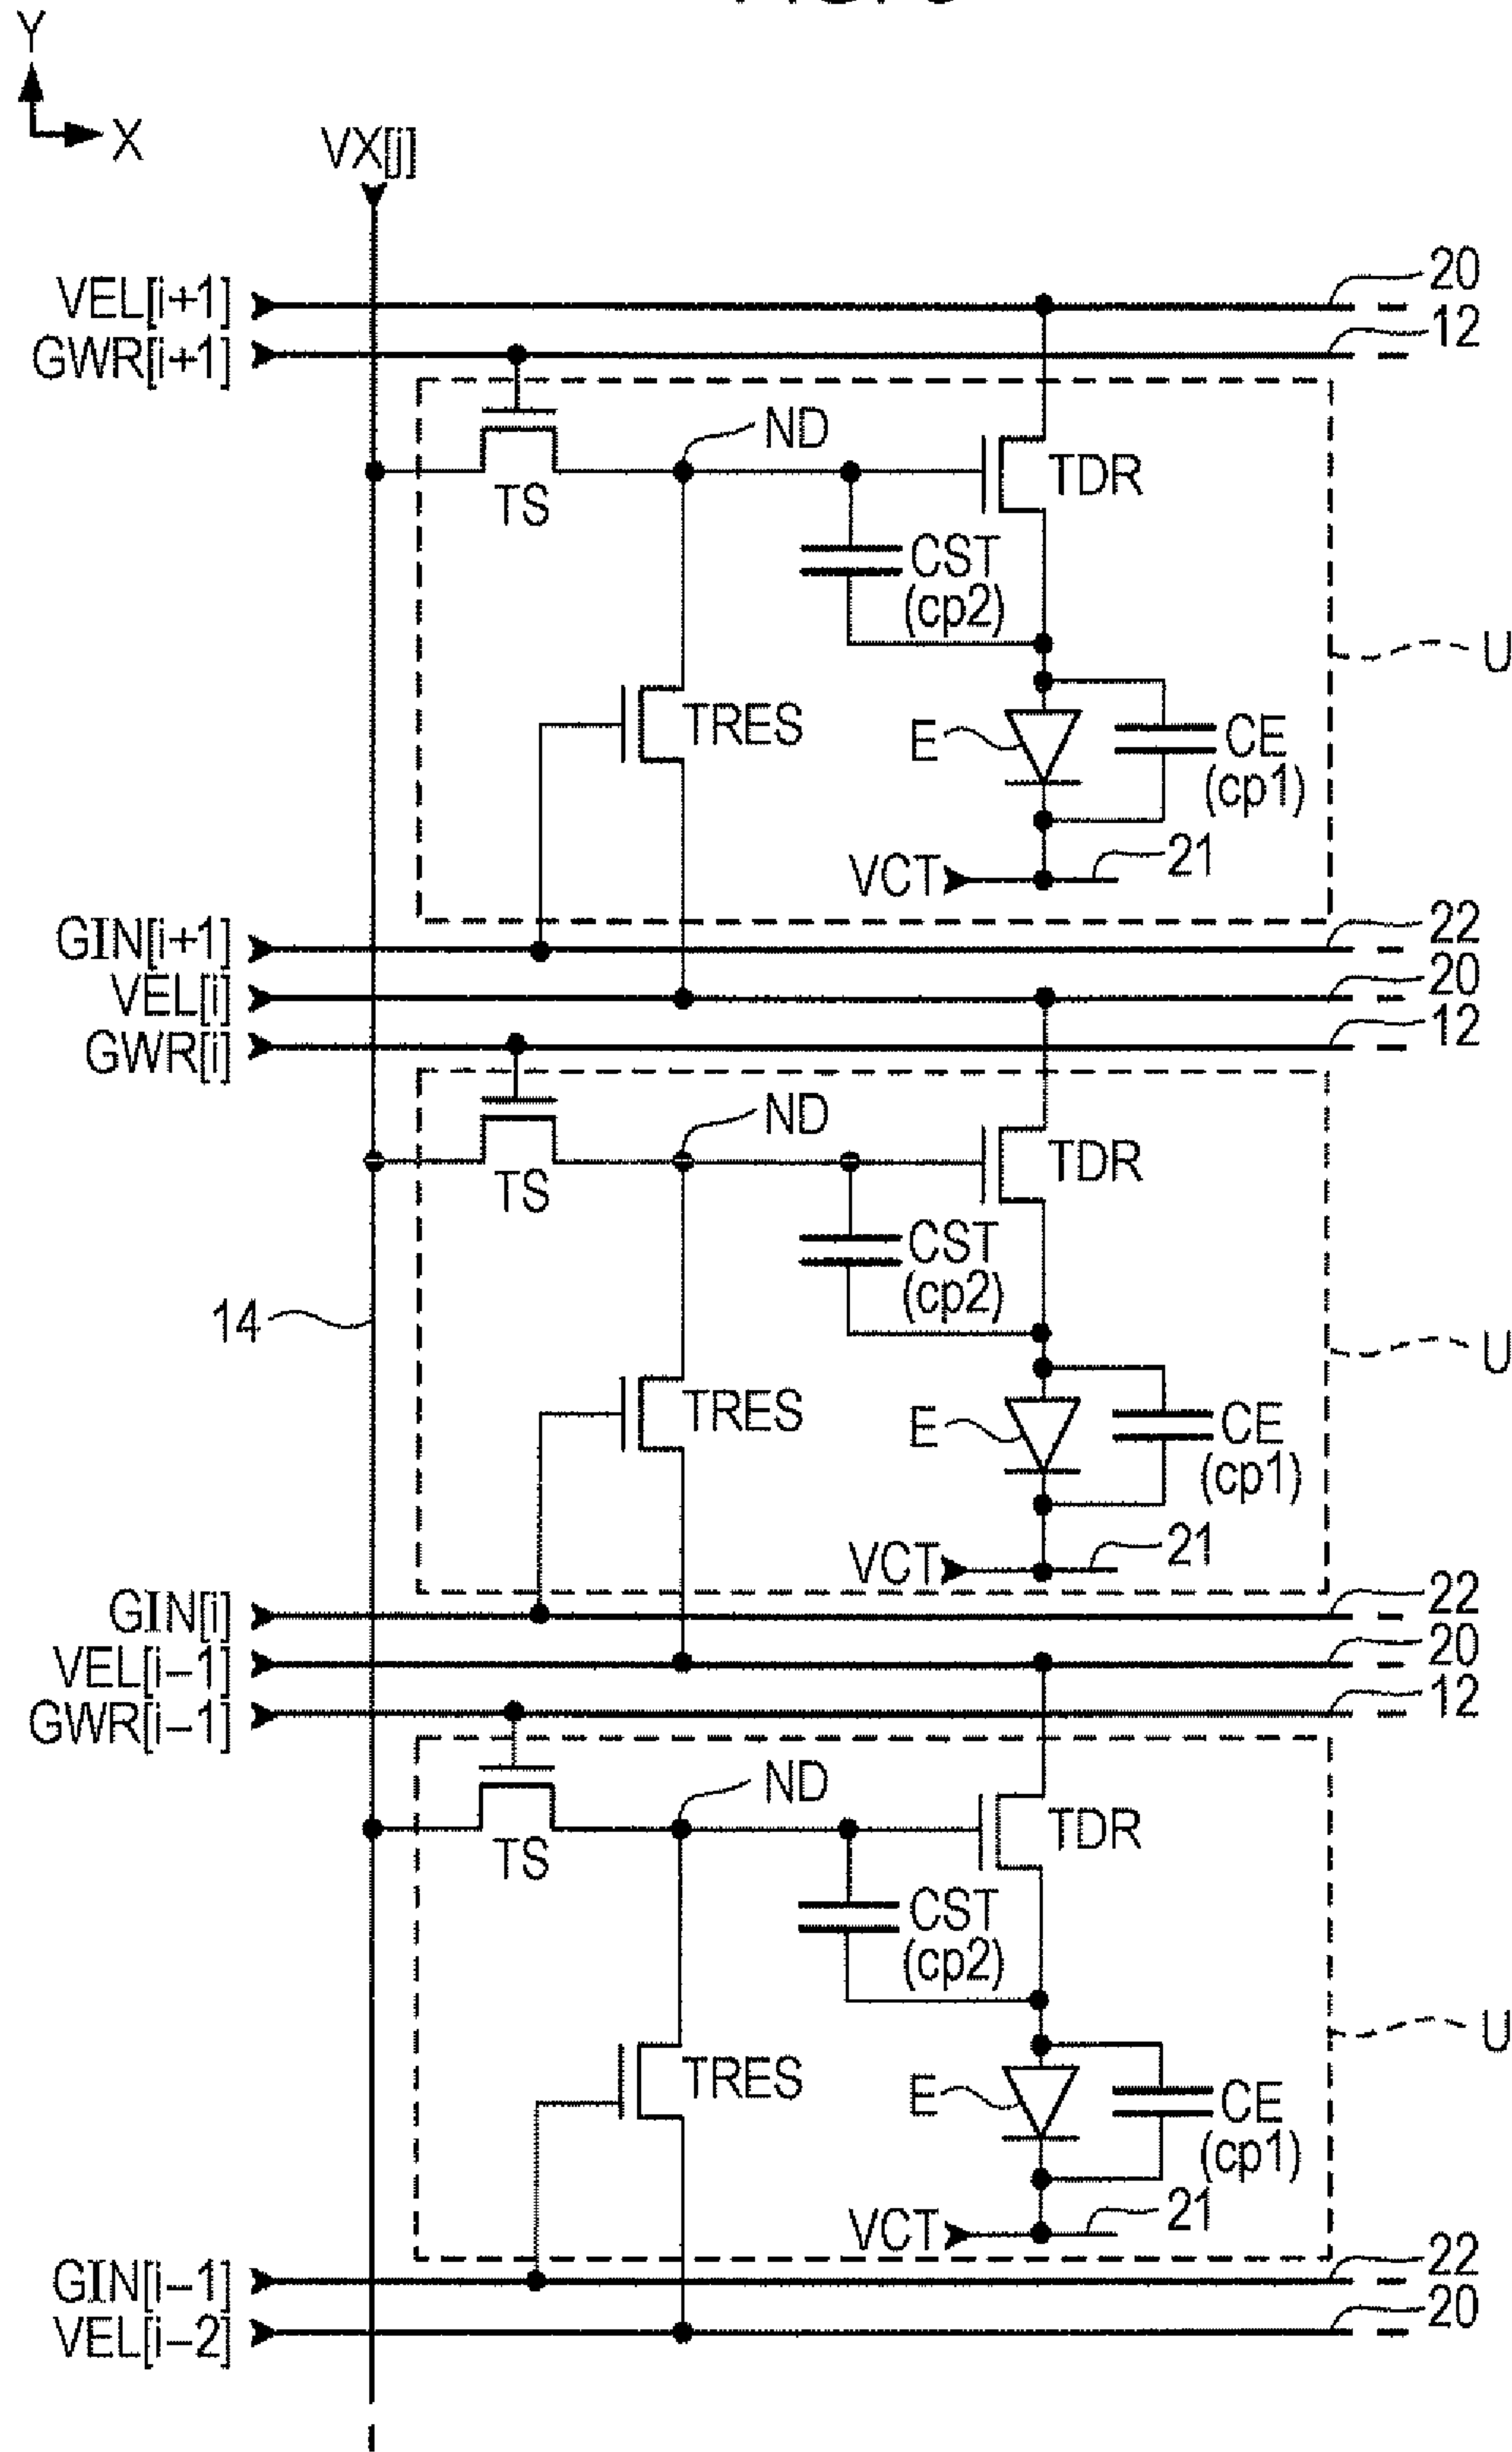 Y
X
VX[j]
VEL[i+1]
20
GWR[i+1]
12
ND
TS
TDR
CST
(cp2)
U
TRES
E
CE
(cp1)
VCT
21
GIN[i+1]
22
VEL[i]
20
GWR[i]
12
ND
TS
TDR
CST
(cp2)
14
U
TRES
E
CE
(cp1)
VCT
21
GIN[i]
22
VEL[i−1]
20
GWR[i−1]
12
ND
TS
TDR
CST
(cp2)
U
TRES
E
CE
(cp1)
VCT
21
GIN[i−1]
22
VEL[i−2]
20